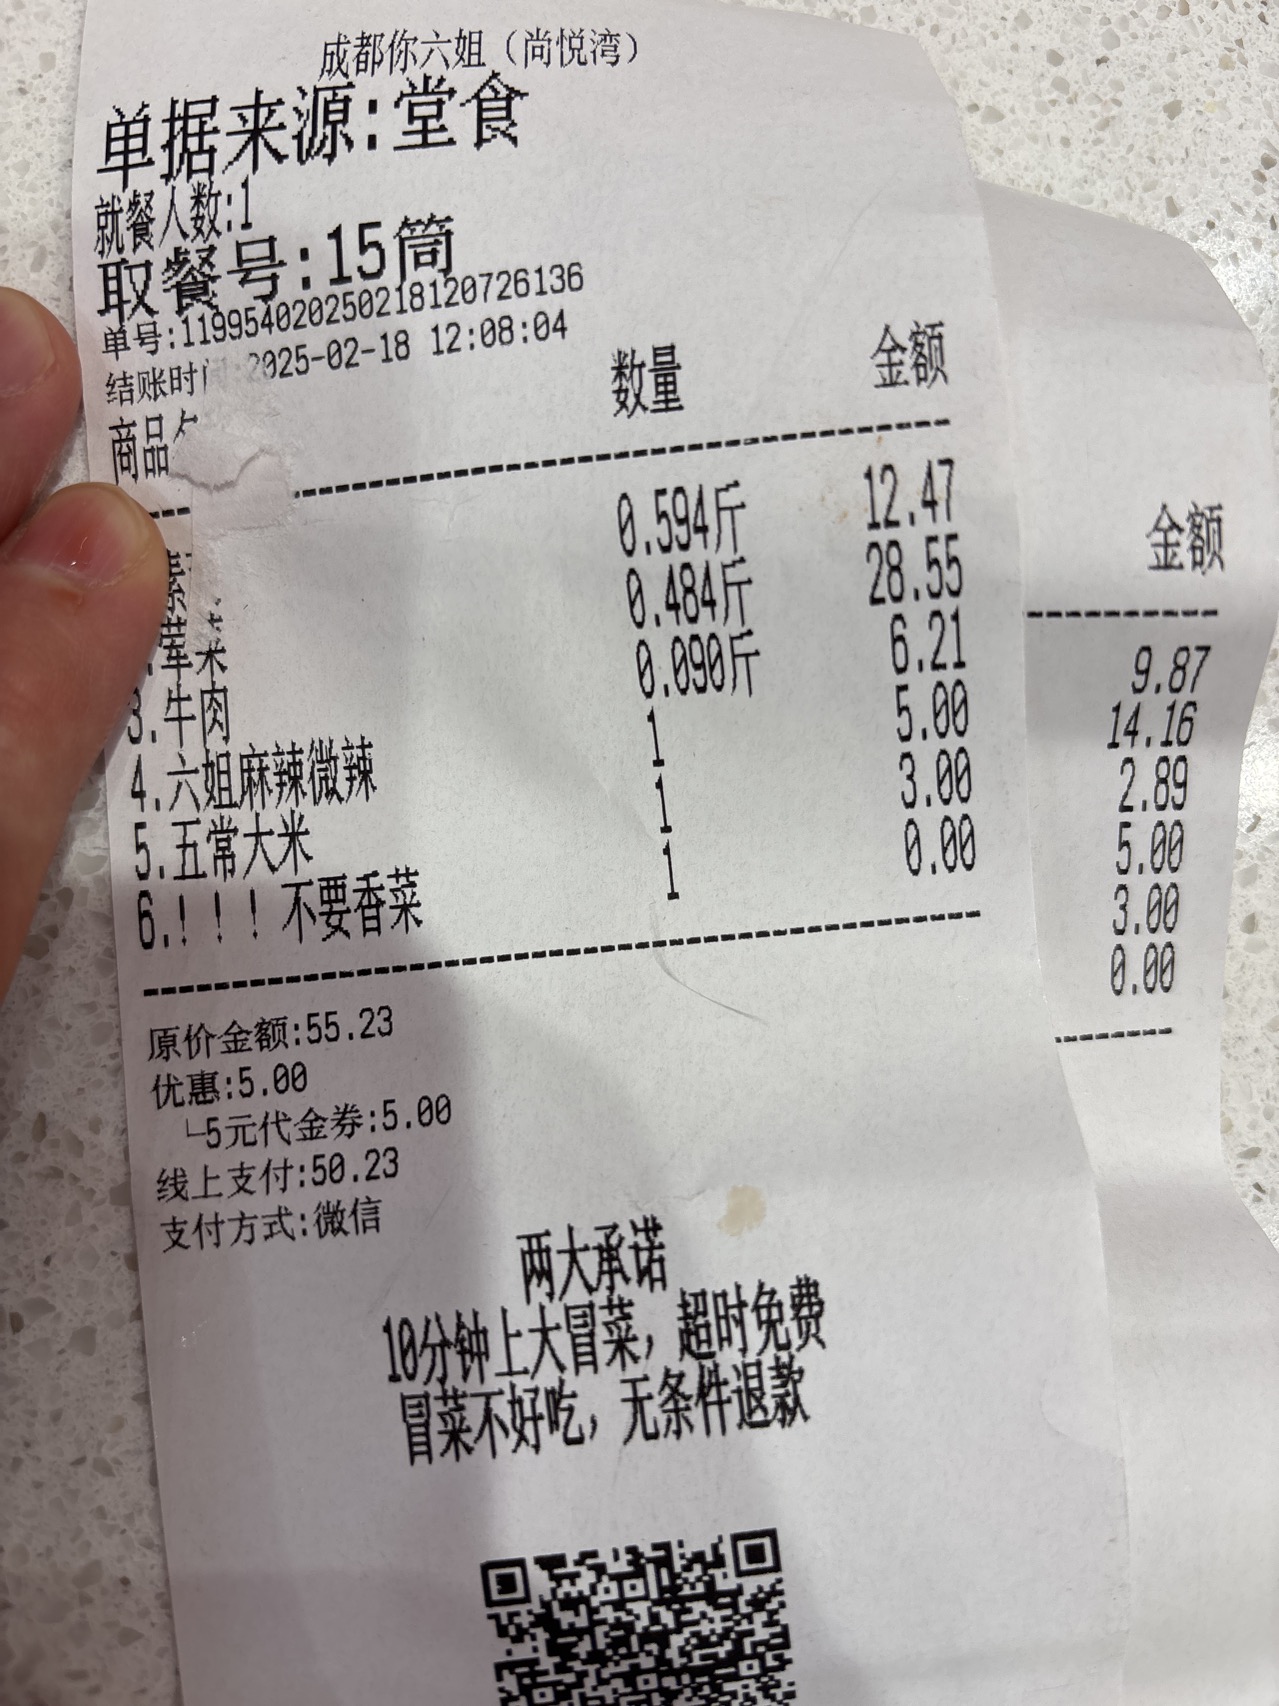 成都你六姐（尚悦湾）
单据来源:堂食
就餐人数:1
取餐号:15筒
单号:119954020250218120726136
结账时间:2025-02-18 12:08:04
商品 数量 金额
素 0.594斤 12.47
.荤菜 0.484斤 28.55
3.牛肉 0.090斤 6.21
4.六姐麻辣微辣 1 5.00
5.五常大米 1 3.00
6.！！！不要香菜 1 0.00
原价金额:55.23
优惠:5.00
└5元代金券:5.00
线上支付:50.23
支付方式:微信
两大承诺
10分钟上大冒菜，超时免费
冒菜不好吃，无条件退款
金额
9.87
14.16
2.89
5.00
3.00
0.00